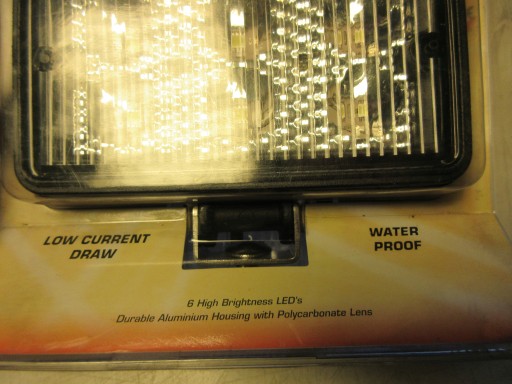 LOW CURRENT
DRAW
WATER
PROOF
6 High Brightness LED's
Durable Aluminium Housing with Polycarbonate Lens